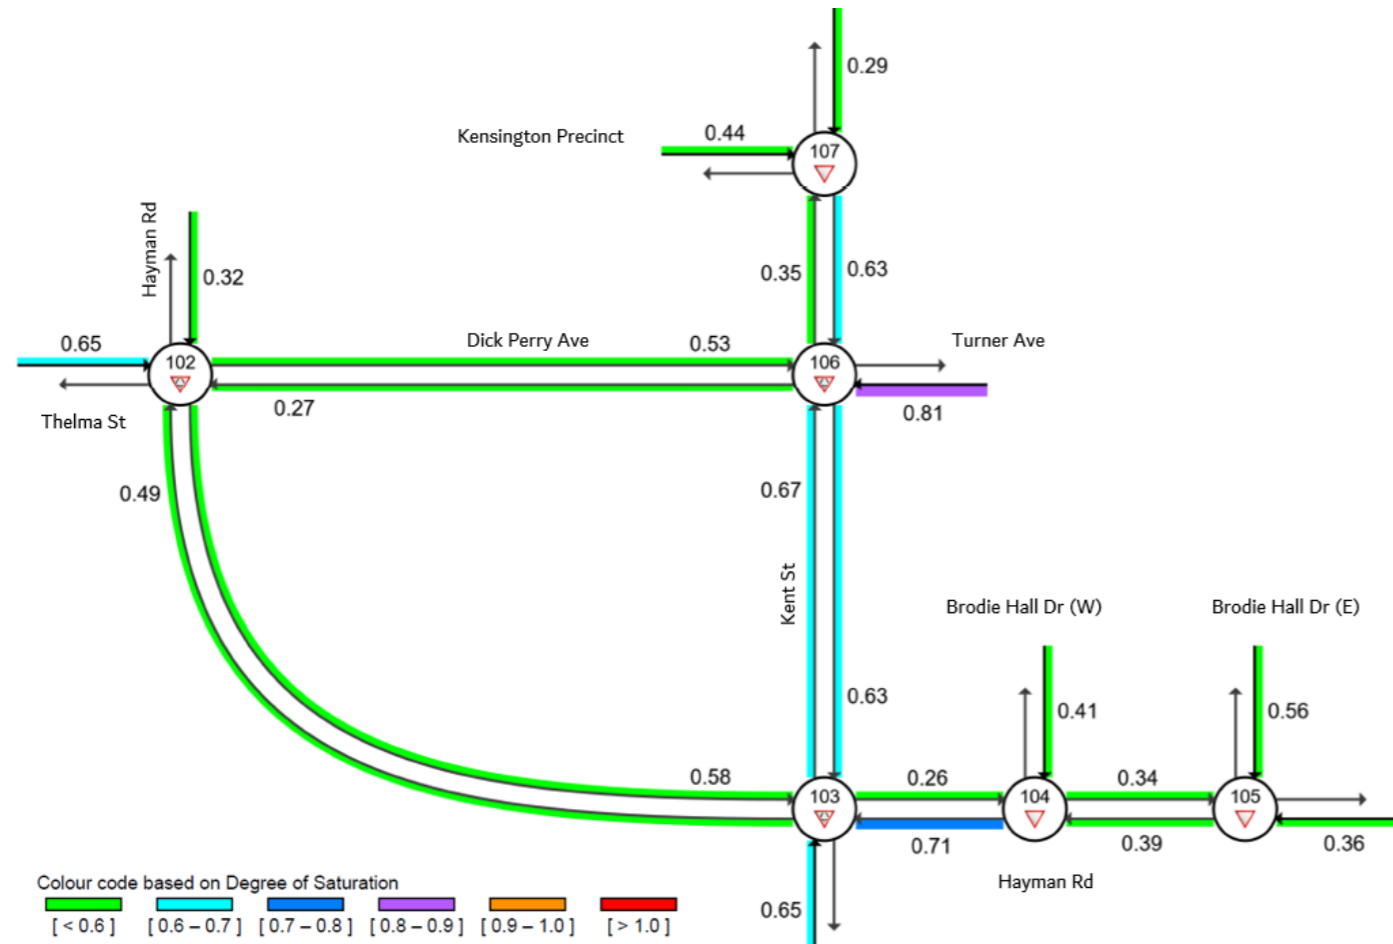 0.29
Kensington Precinct
0.44
107
Hayman Rd
0.32
0.35
0.63
0.65
102
Dick Perry Ave
0.53
106
Turner Ave
0.27
0.81
Thelma St
0.49
0.67
Kent St
Brodie Hall Dr (W)
Brodie Hall Dr (E)
0.63
0.41
0.56
0.58
103
0.26
104
0.34
105
0.71
0.39
0.36
Hayman Rd
0.65
Colour code based on Degree of Saturation
[ < 0.6 ] [ 0.6 – 0.7 ] [ 0.7 – 0.8 ] [ 0.8 – 0.9 ] [ 0.9 – 1.0 ] [ > 1.0 ]